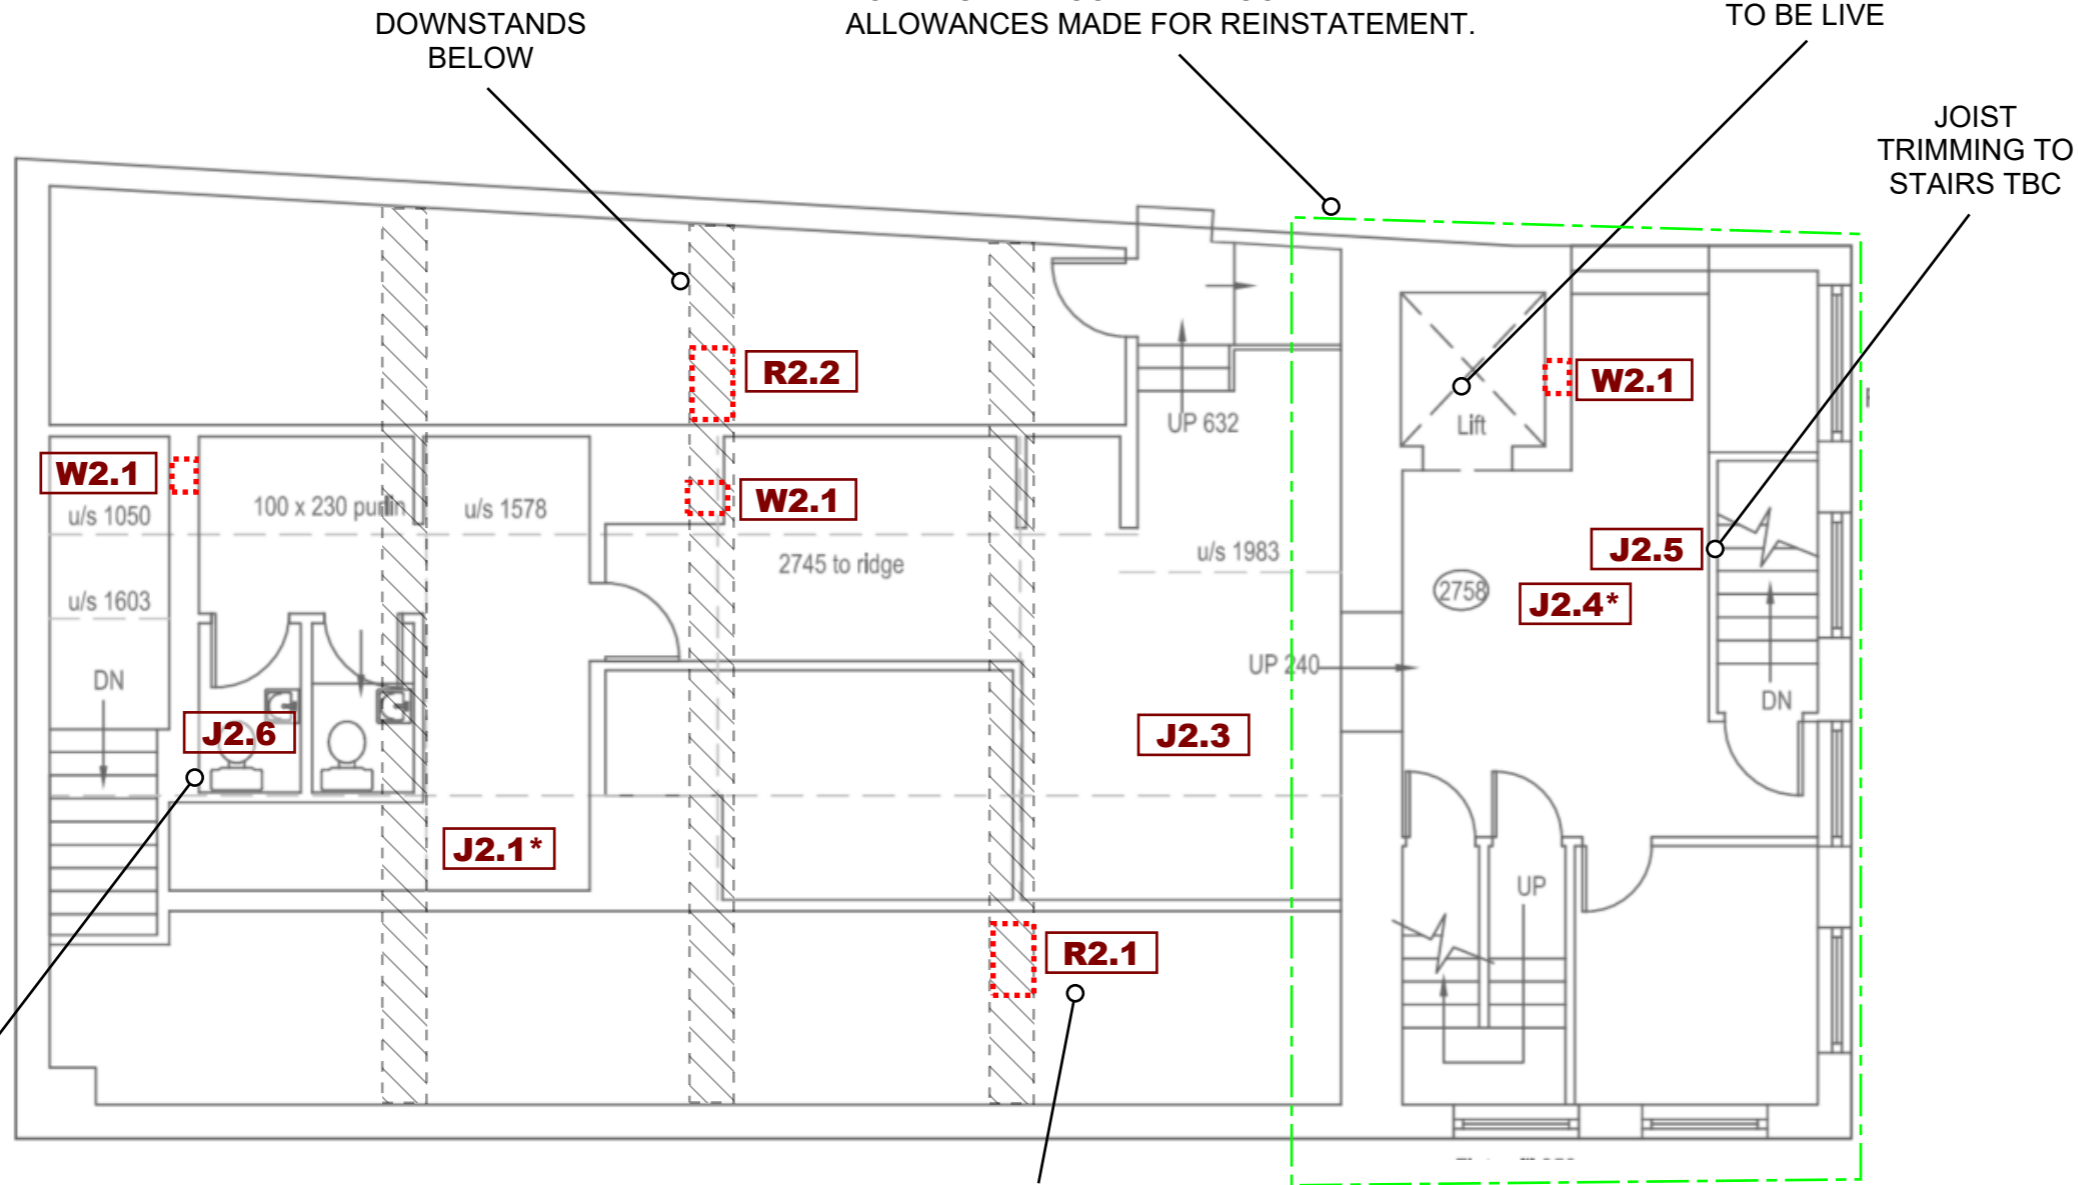 DOWNSTANDS
BELOW
ALLOWANCES MADE FOR REINSTATEMENT.
TO BE LIVE
JOIST
TRIMMING TO
STAIRS TBC
R2.2
W2.1
UP 632
Lift
W2.1
100 x 230 purlin
u/s 1578
W2.1
u/s 1050
2745 to ridge
u/s 1983
J2.5
u/s 1603
2758
J2.4*
UP 240
DN
DN
J2.6
J2.3
J2.1*
UP
R2.1